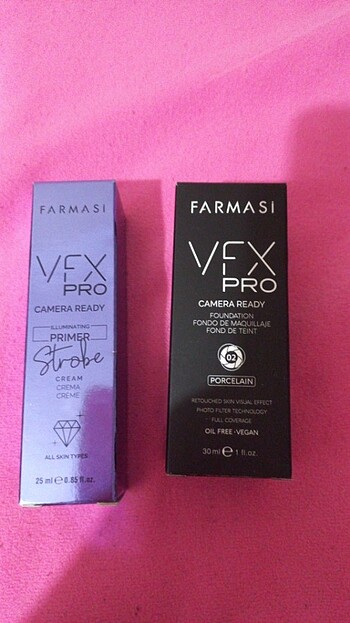 FARMASİ
VFX
PRO
CAMERA READY
ILLUMINATING
PRIMER
Strobe
CREAM
CREMA
CRÈME
ALL SKIN TYPES
25 ml ℮ 0.85 fl.oz.
FARMASİ
VFX
PRO
CAMERA READY
FOUNDATION
FONDO DE MAQUILLAJE
FOND DE TEINT
02
PORCELAIN
RETOUCHED SKIN VISUAL EFFECT
PHOTO FILTER TECHNOLOGY
FULL COVERAGE
OIL FREE · VEGAN
30 ml ℮ 1 fl.oz.